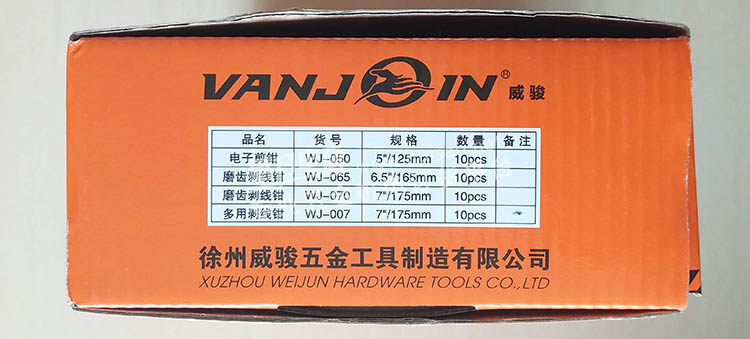 VANJOIN® 威骏
品名 货号 规格 数量 备注
电子剪钳 WJ-050 5"/125mm 10pcs
磨齿剥线钳 WJ-065 6.5"/165mm 10pcs
磨齿剥线钳 WJ-070 7"/175mm 10pcs
多用剥线钳 WJ-007 7"/175mm 10pcs
徐州威骏五金工具制造有限公司
XUZHOU WEIJUN HARDWARE TOOLS CO.,LTD